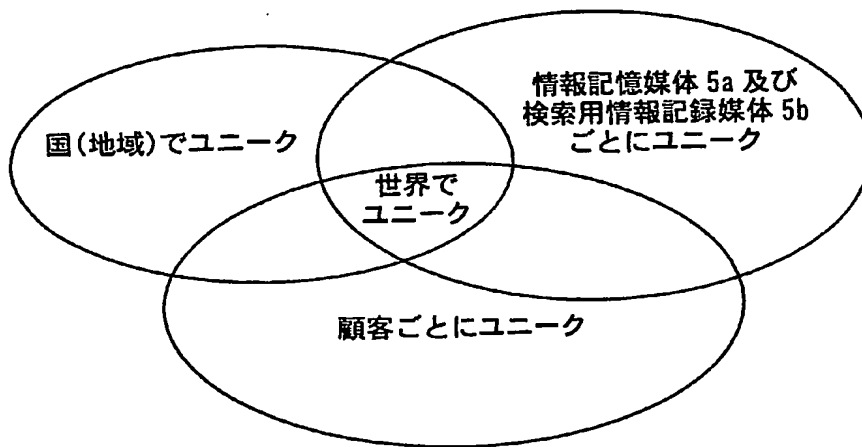 国(地域)でユニーク
情報記憶媒体 5a 及び
検索用情報記録媒体 5b
ごとにユニーク
世界で
ユニーク
顧客ごとにユニーク